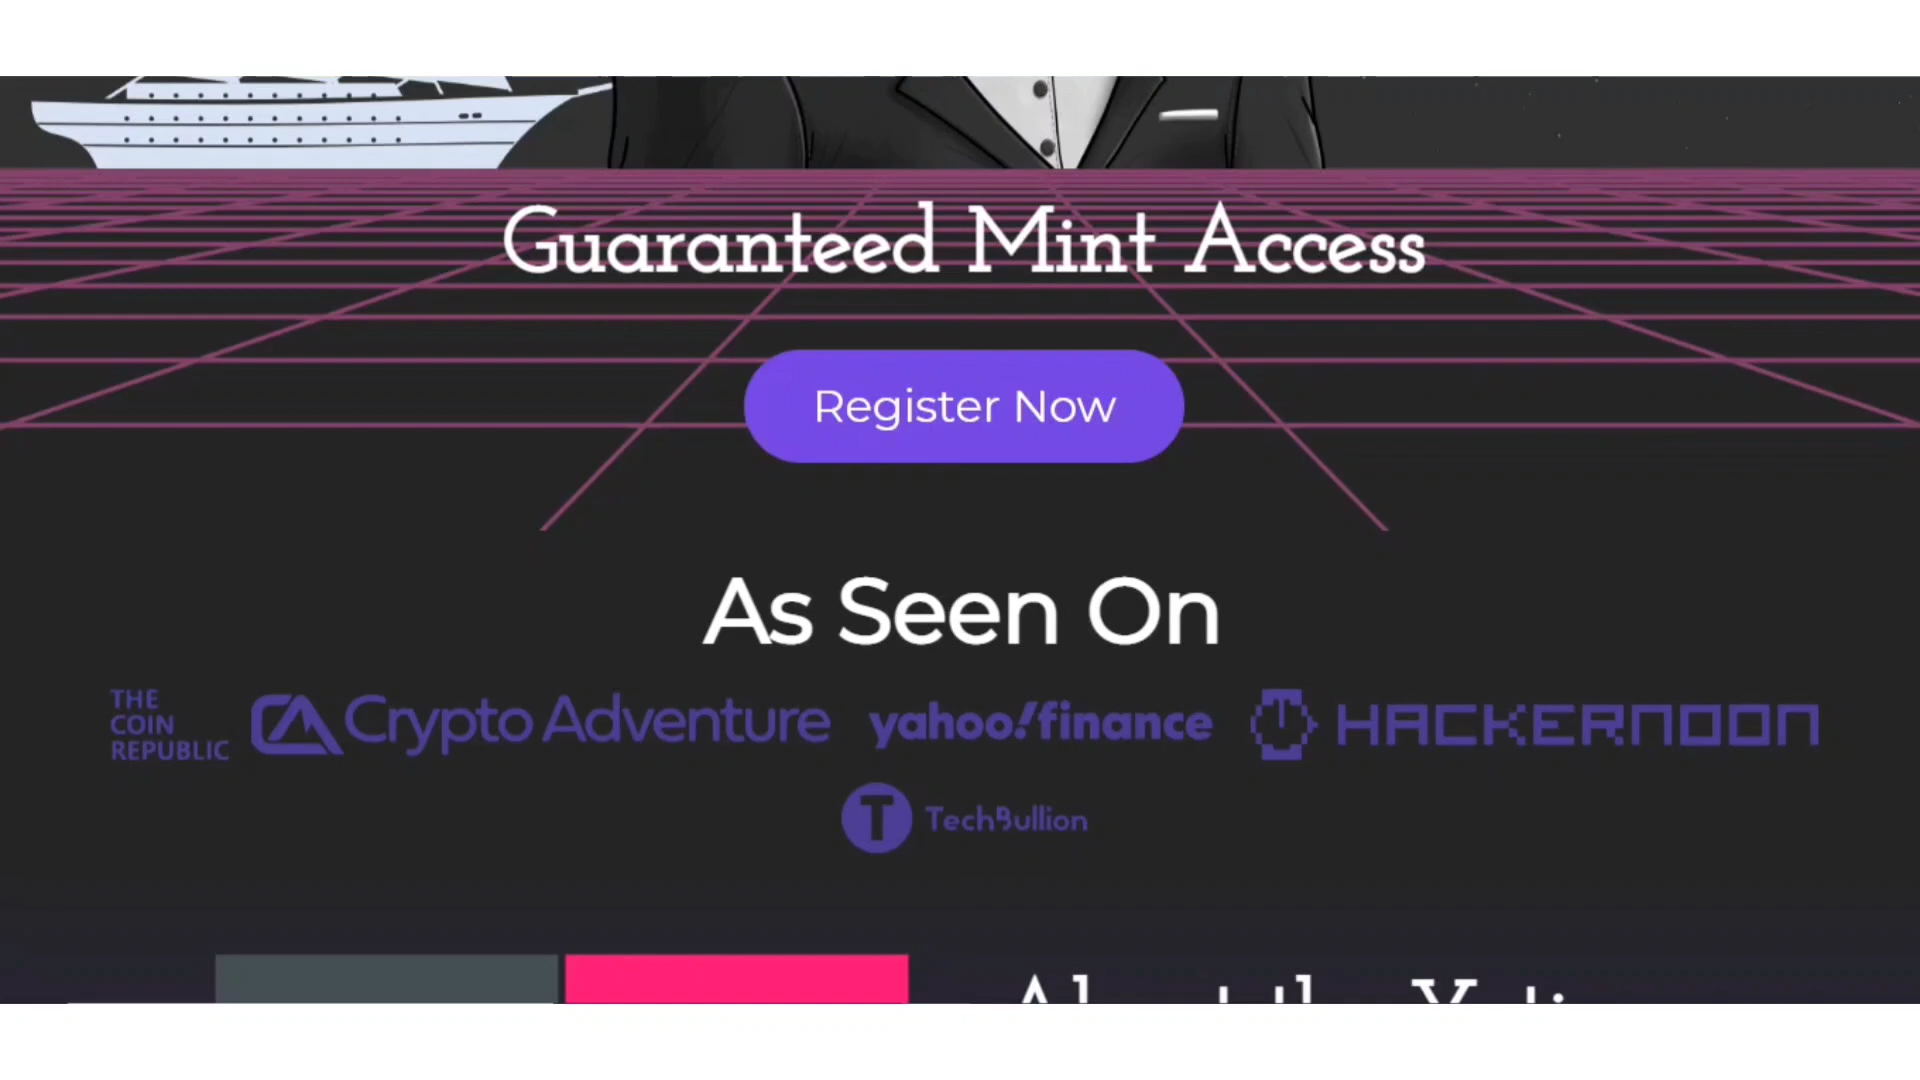 Guaranteed Mint Access
Register Now
As Seen On
THE
COIN
REPUBLIC
Crypto Adventure
yahoo!finance
HACKERNOON
T TechBullion